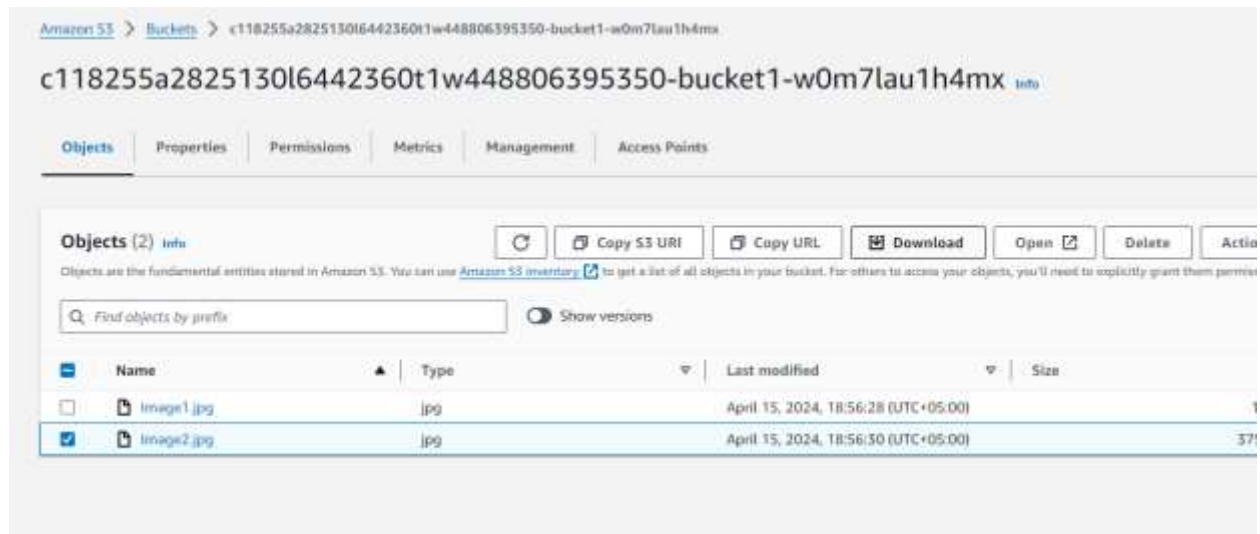 Amazon S3 > Buckets > c118255a2825130l6442360t1w448806395350-bucket1-w0m7lau1h4mx
c118255a2825130l6442360t1w448806395350-bucket1-w0m7lau1h4mx Info
Objects Properties Permissions Metrics Management Access Points
Objects (2) Info Copy S3 URI Copy URL Download Open Delete Actio
Objects are the fundamental entities stored in Amazon S3. You can use Amazon S3 inventory to get a list of all objects in your bucket. For others to access your objects, you'll need to explicitly grant them permis
Find objects by prefix Show versions
Name Type Last modified Size
Image1.jpg jpg April 15, 2024, 18:56:28 (UTC+05:00) 1
Image2.jpg jpg April 15, 2024, 18:56:30 (UTC+05:00) 379